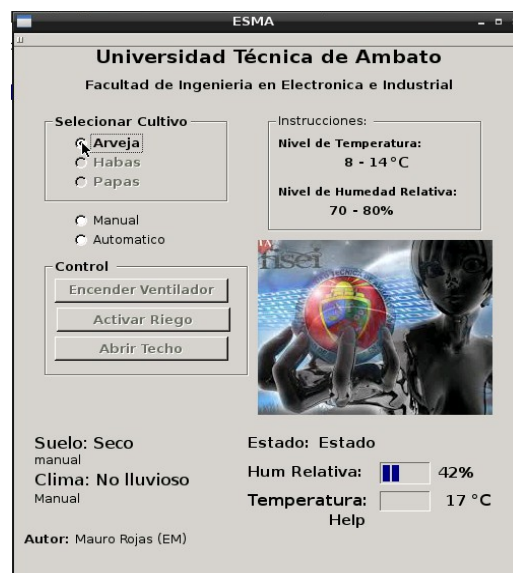 ESMA
Universidad Técnica de Ambato
Facultad de Ingenieria en Electronica e Industrial
Selecionar Cultivo
Arveja
Habas
Papas
Instrucciones:
Nivel de Temperatura:
8 - 14°C
Nivel de Humedad Relativa:
70 - 80%
Manual
Automatico
Control
Encender Ventilador
Activar Riego
Abrir Techo
fisei
Suelo: Seco
manual
Clima: No lluvioso
Manual
Estado: Estado
Hum Relativa: 42%
Temperatura: 17 °C
Help
Autor: Mauro Rojas (EM)